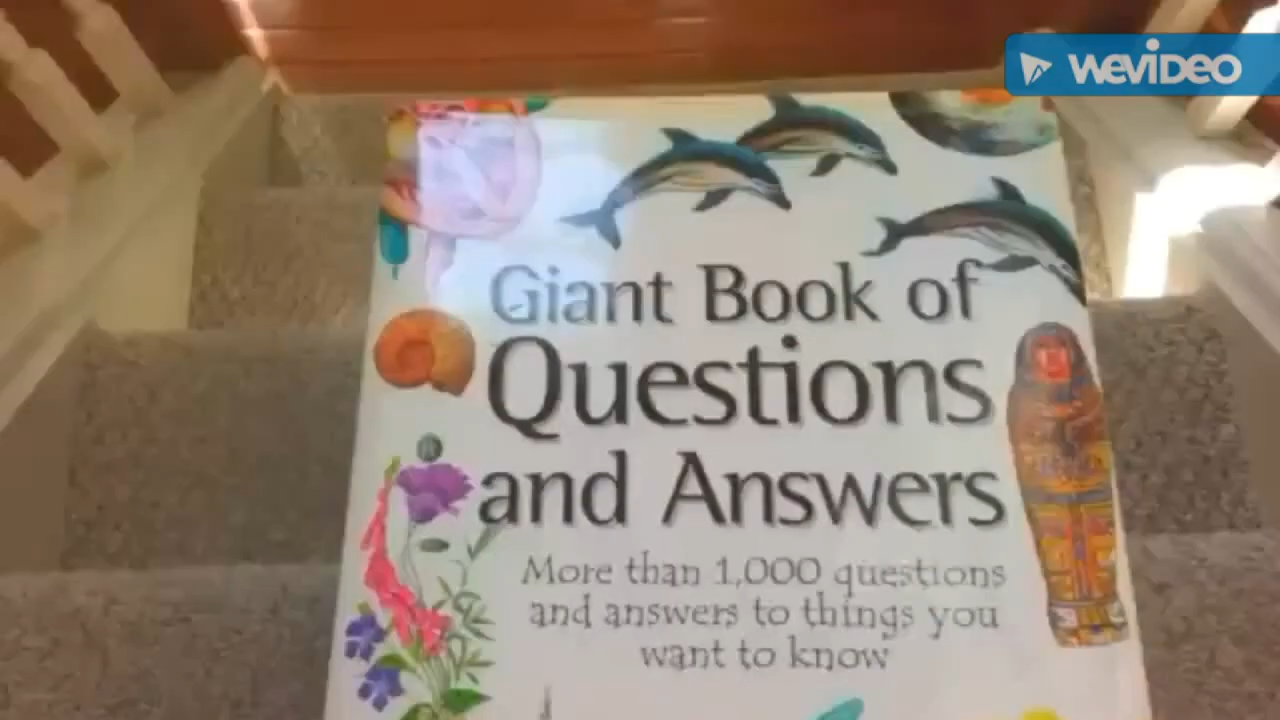 WEVIDEO
Giant Book of
Questions
and Answers
More than 1,000 questions
and answers to things you
want to know